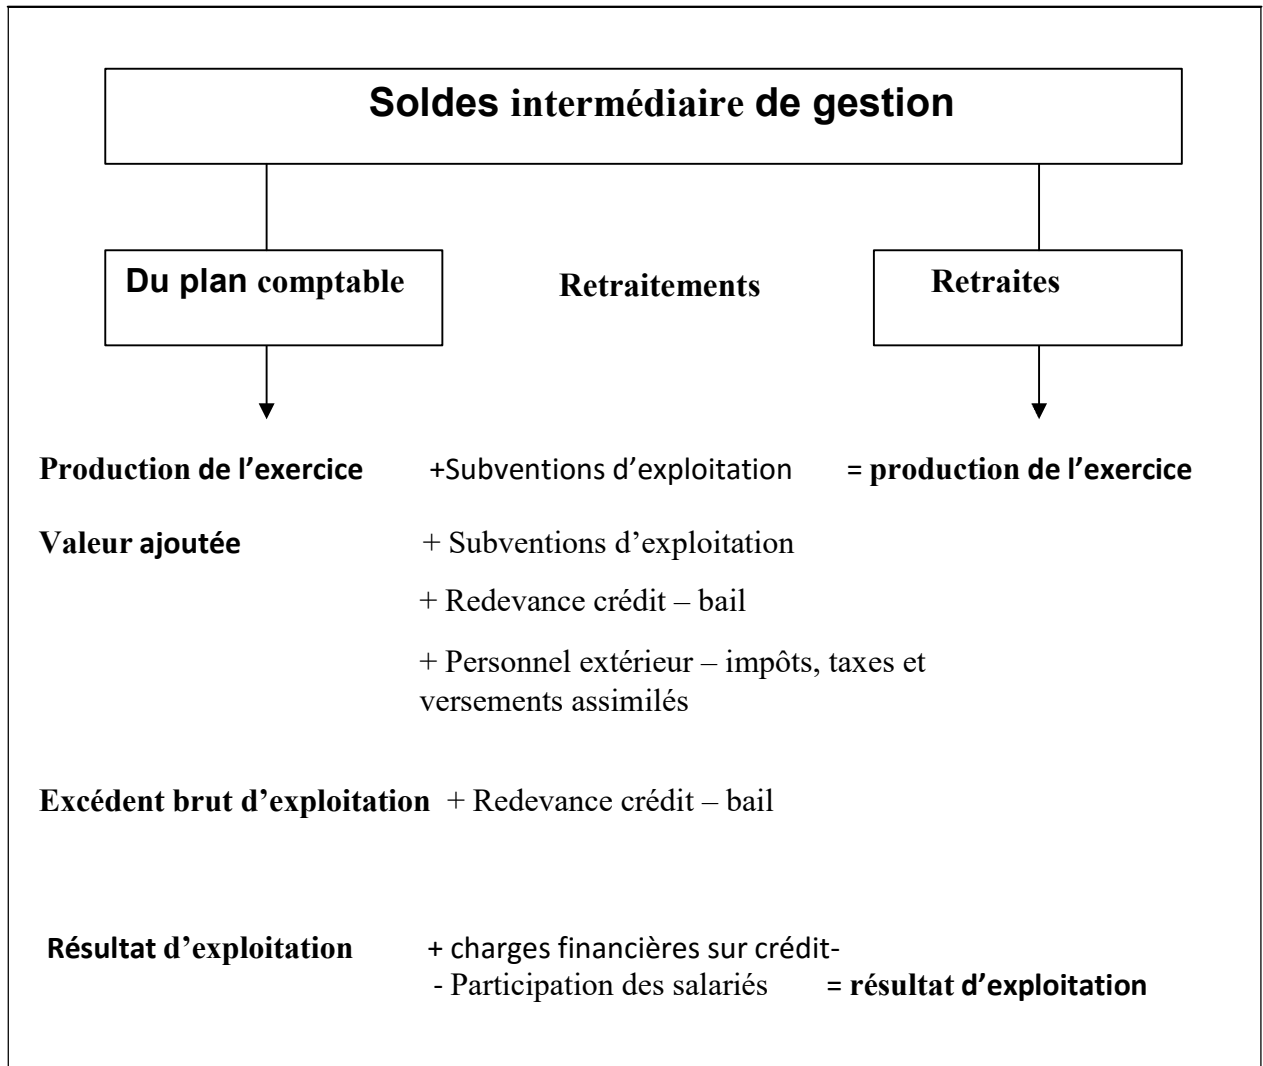 Soldes intermédiaire de gestion
Du plan comptable
Retraitements
Retraites
Production de l’exercice +Subventions d’exploitation = production de l’exercice
Valeur ajoutée + Subventions d’exploitation
+ Redevance crédit – bail
+ Personnel extérieur – impôts, taxes et
versements assimilés
Excédent brut d’exploitation + Redevance crédit – bail
Résultat d’exploitation + charges financières sur crédit-
- Participation des salariés = résultat d’exploitation